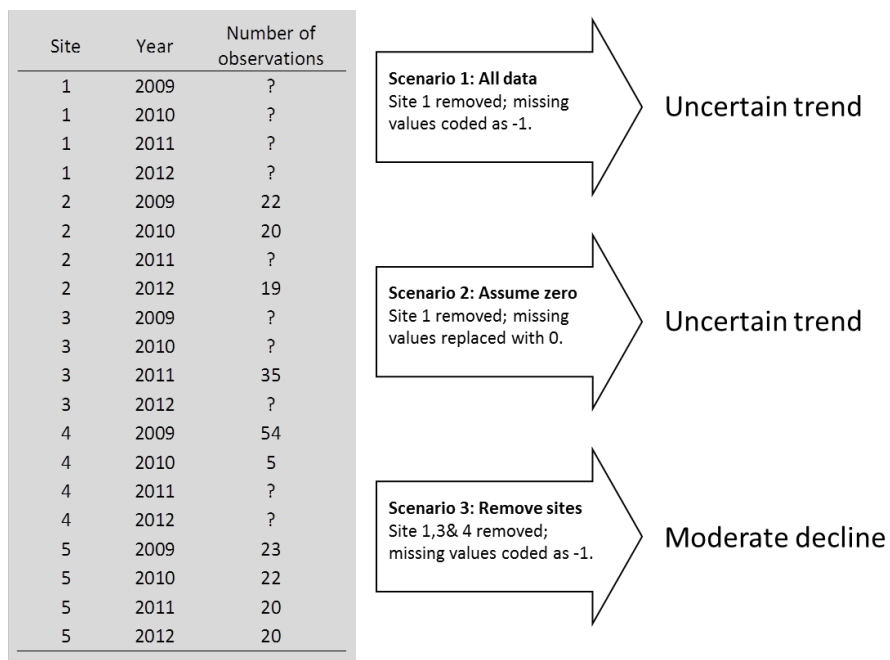 Site Year Number of observations
1 2009 ?
1 2010 ?
1 2011 ?
1 2012 ?
2 2009 22
2 2010 20
2 2011 ?
2 2012 19
3 2009 ?
3 2010 ?
3 2011 35
3 2012 ?
4 2009 54
4 2010 5
4 2011 ?
4 2012 ?
5 2009 23
5 2010 22
5 2011 20
5 2012 20
Scenario 1: All data
Site 1 removed; missing
values coded as -1.
Uncertain trend
Scenario 2: Assume zero
Site 1 removed; missing
values replaced with 0.
Uncertain trend
Scenario 3: Remove sites
Site 1,3& 4 removed;
missing values coded as -1.
Moderate decline